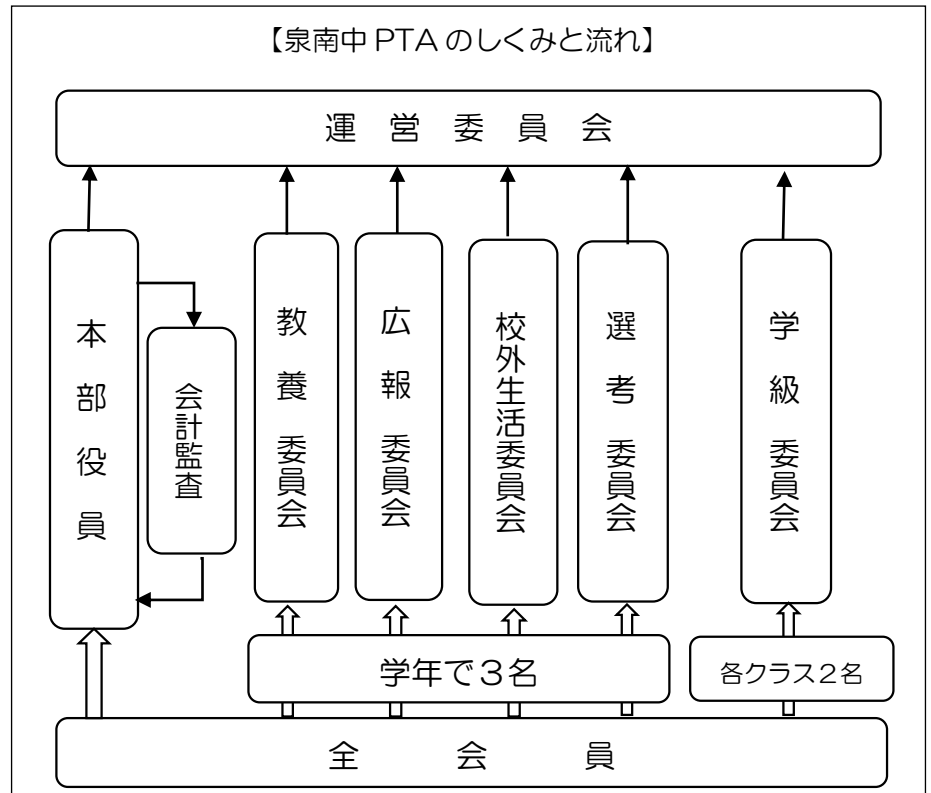 【泉南中 PTA のしくみと流れ】
運営委員会
本部役員
会計監査
教養委員会
広報委員会
校外生活委員会
選考委員会
学級委員会
学年で３名
各クラス２名
全会員